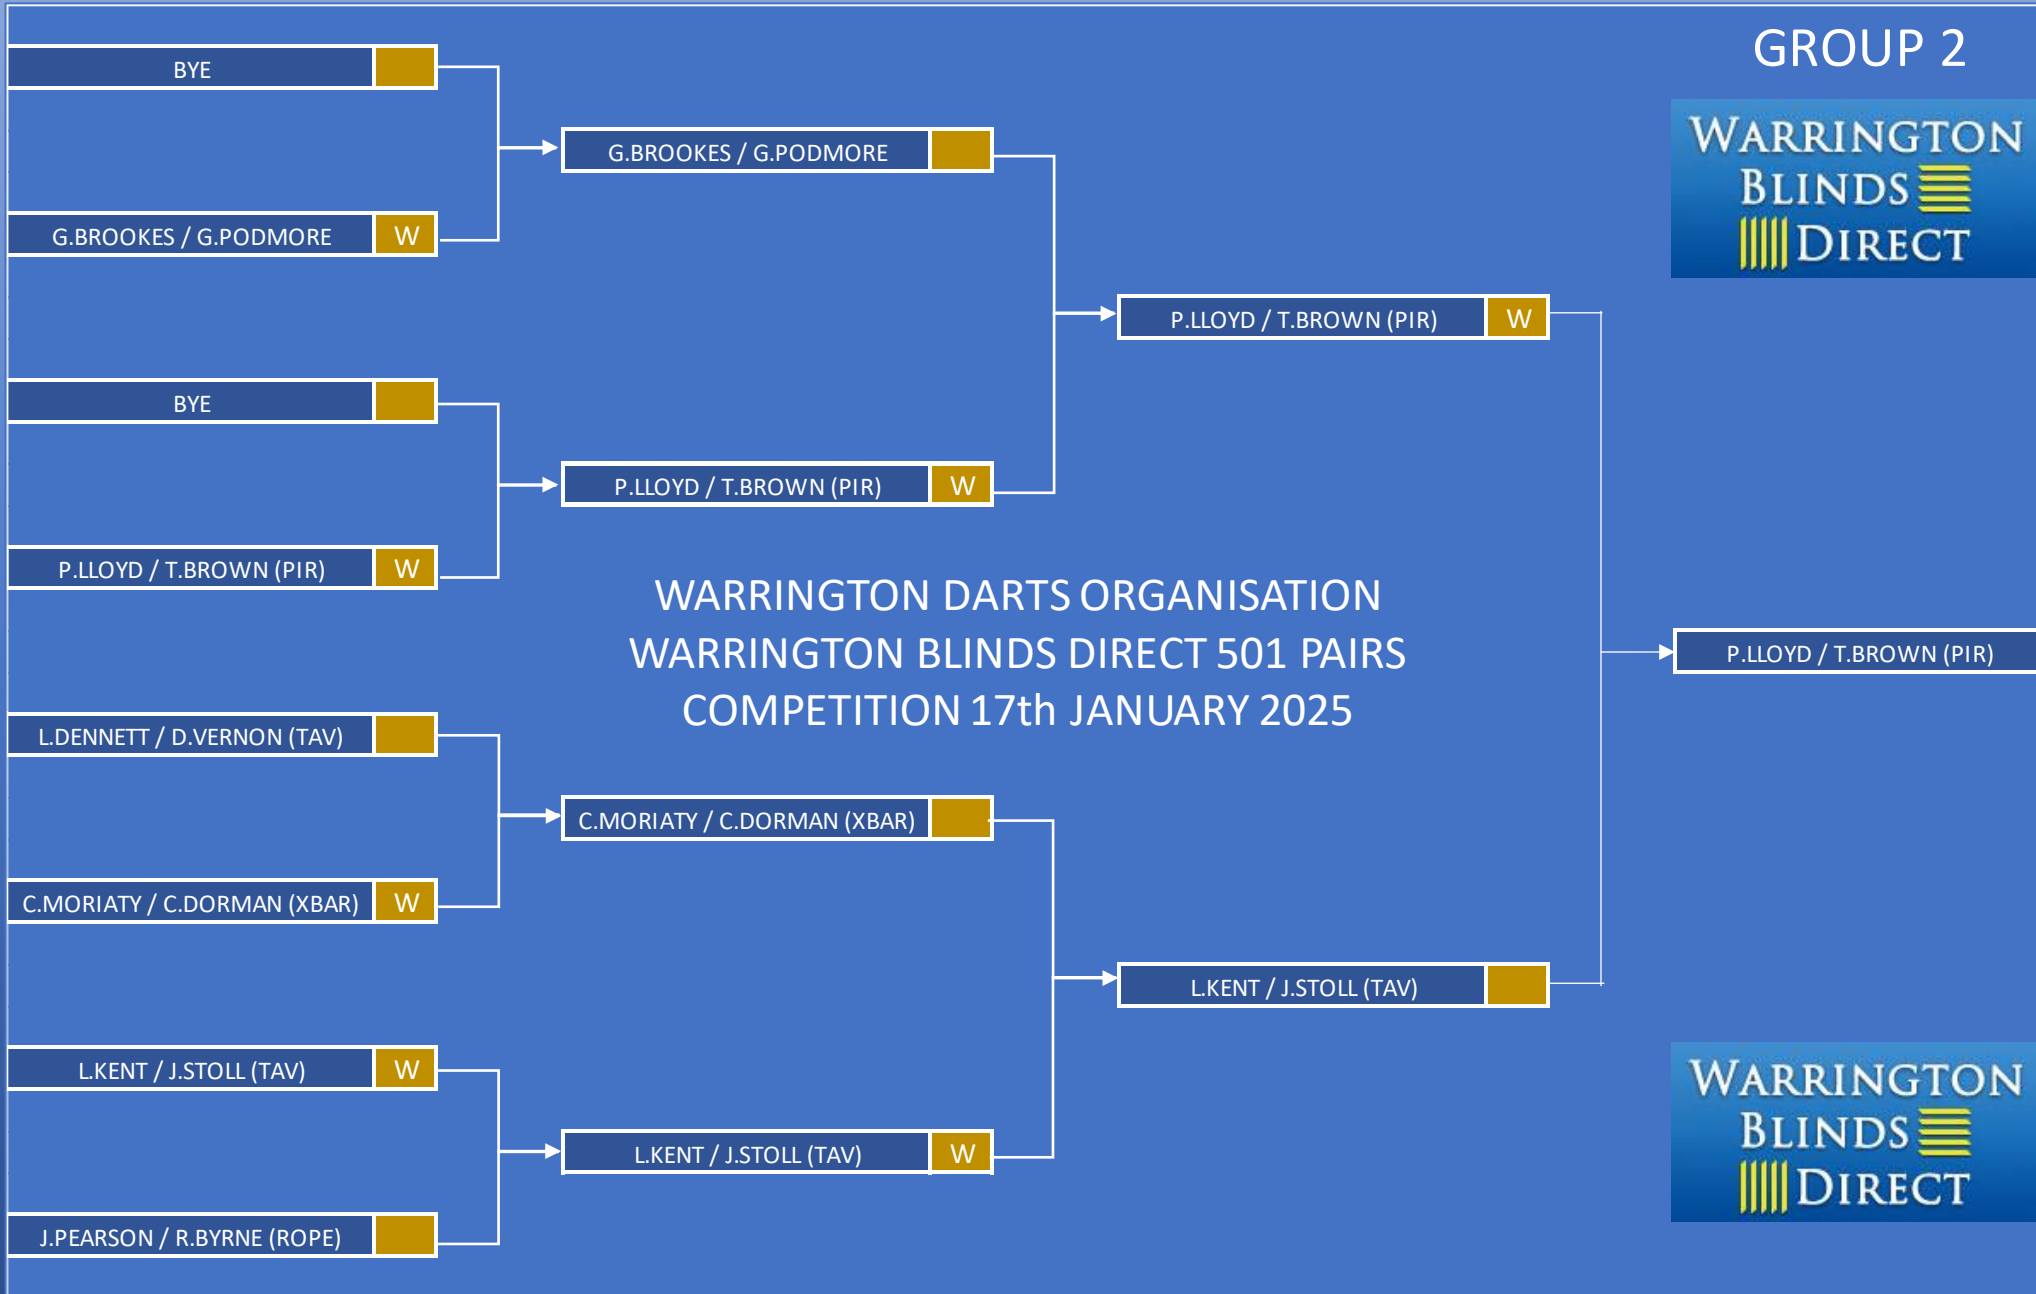 GROUP 2
WARRINGTON
BLINDS
DIRECT
BYE
G.BROOKES / G.PODMORE W
BYE
P.LLOYD / T.BROWN (PIR) W
L.DENNETT / D.VERNON (TAV)
C.MORIATY / C.DORMAN (XBAR) W
L.KENT / J.STOLL (TAV) W
J.PEARSON / R.BYRNE (ROPE)
G.BROOKES / G.PODMORE
P.LLOYD / T.BROWN (PIR) W
WARRINGTON DARTS ORGANISATION
WARRINGTON BLINDS DIRECT 501 PAIRS
COMPETITION 17th JANUARY 2025
C.MORIATY / C.DORMAN (XBAR)
L.KENT / J.STOLL (TAV) W
P.LLOYD / T.BROWN (PIR) W
L.KENT / J.STOLL (TAV)
P.LLOYD / T.BROWN (PIR)
WARRINGTON
BLINDS
DIRECT